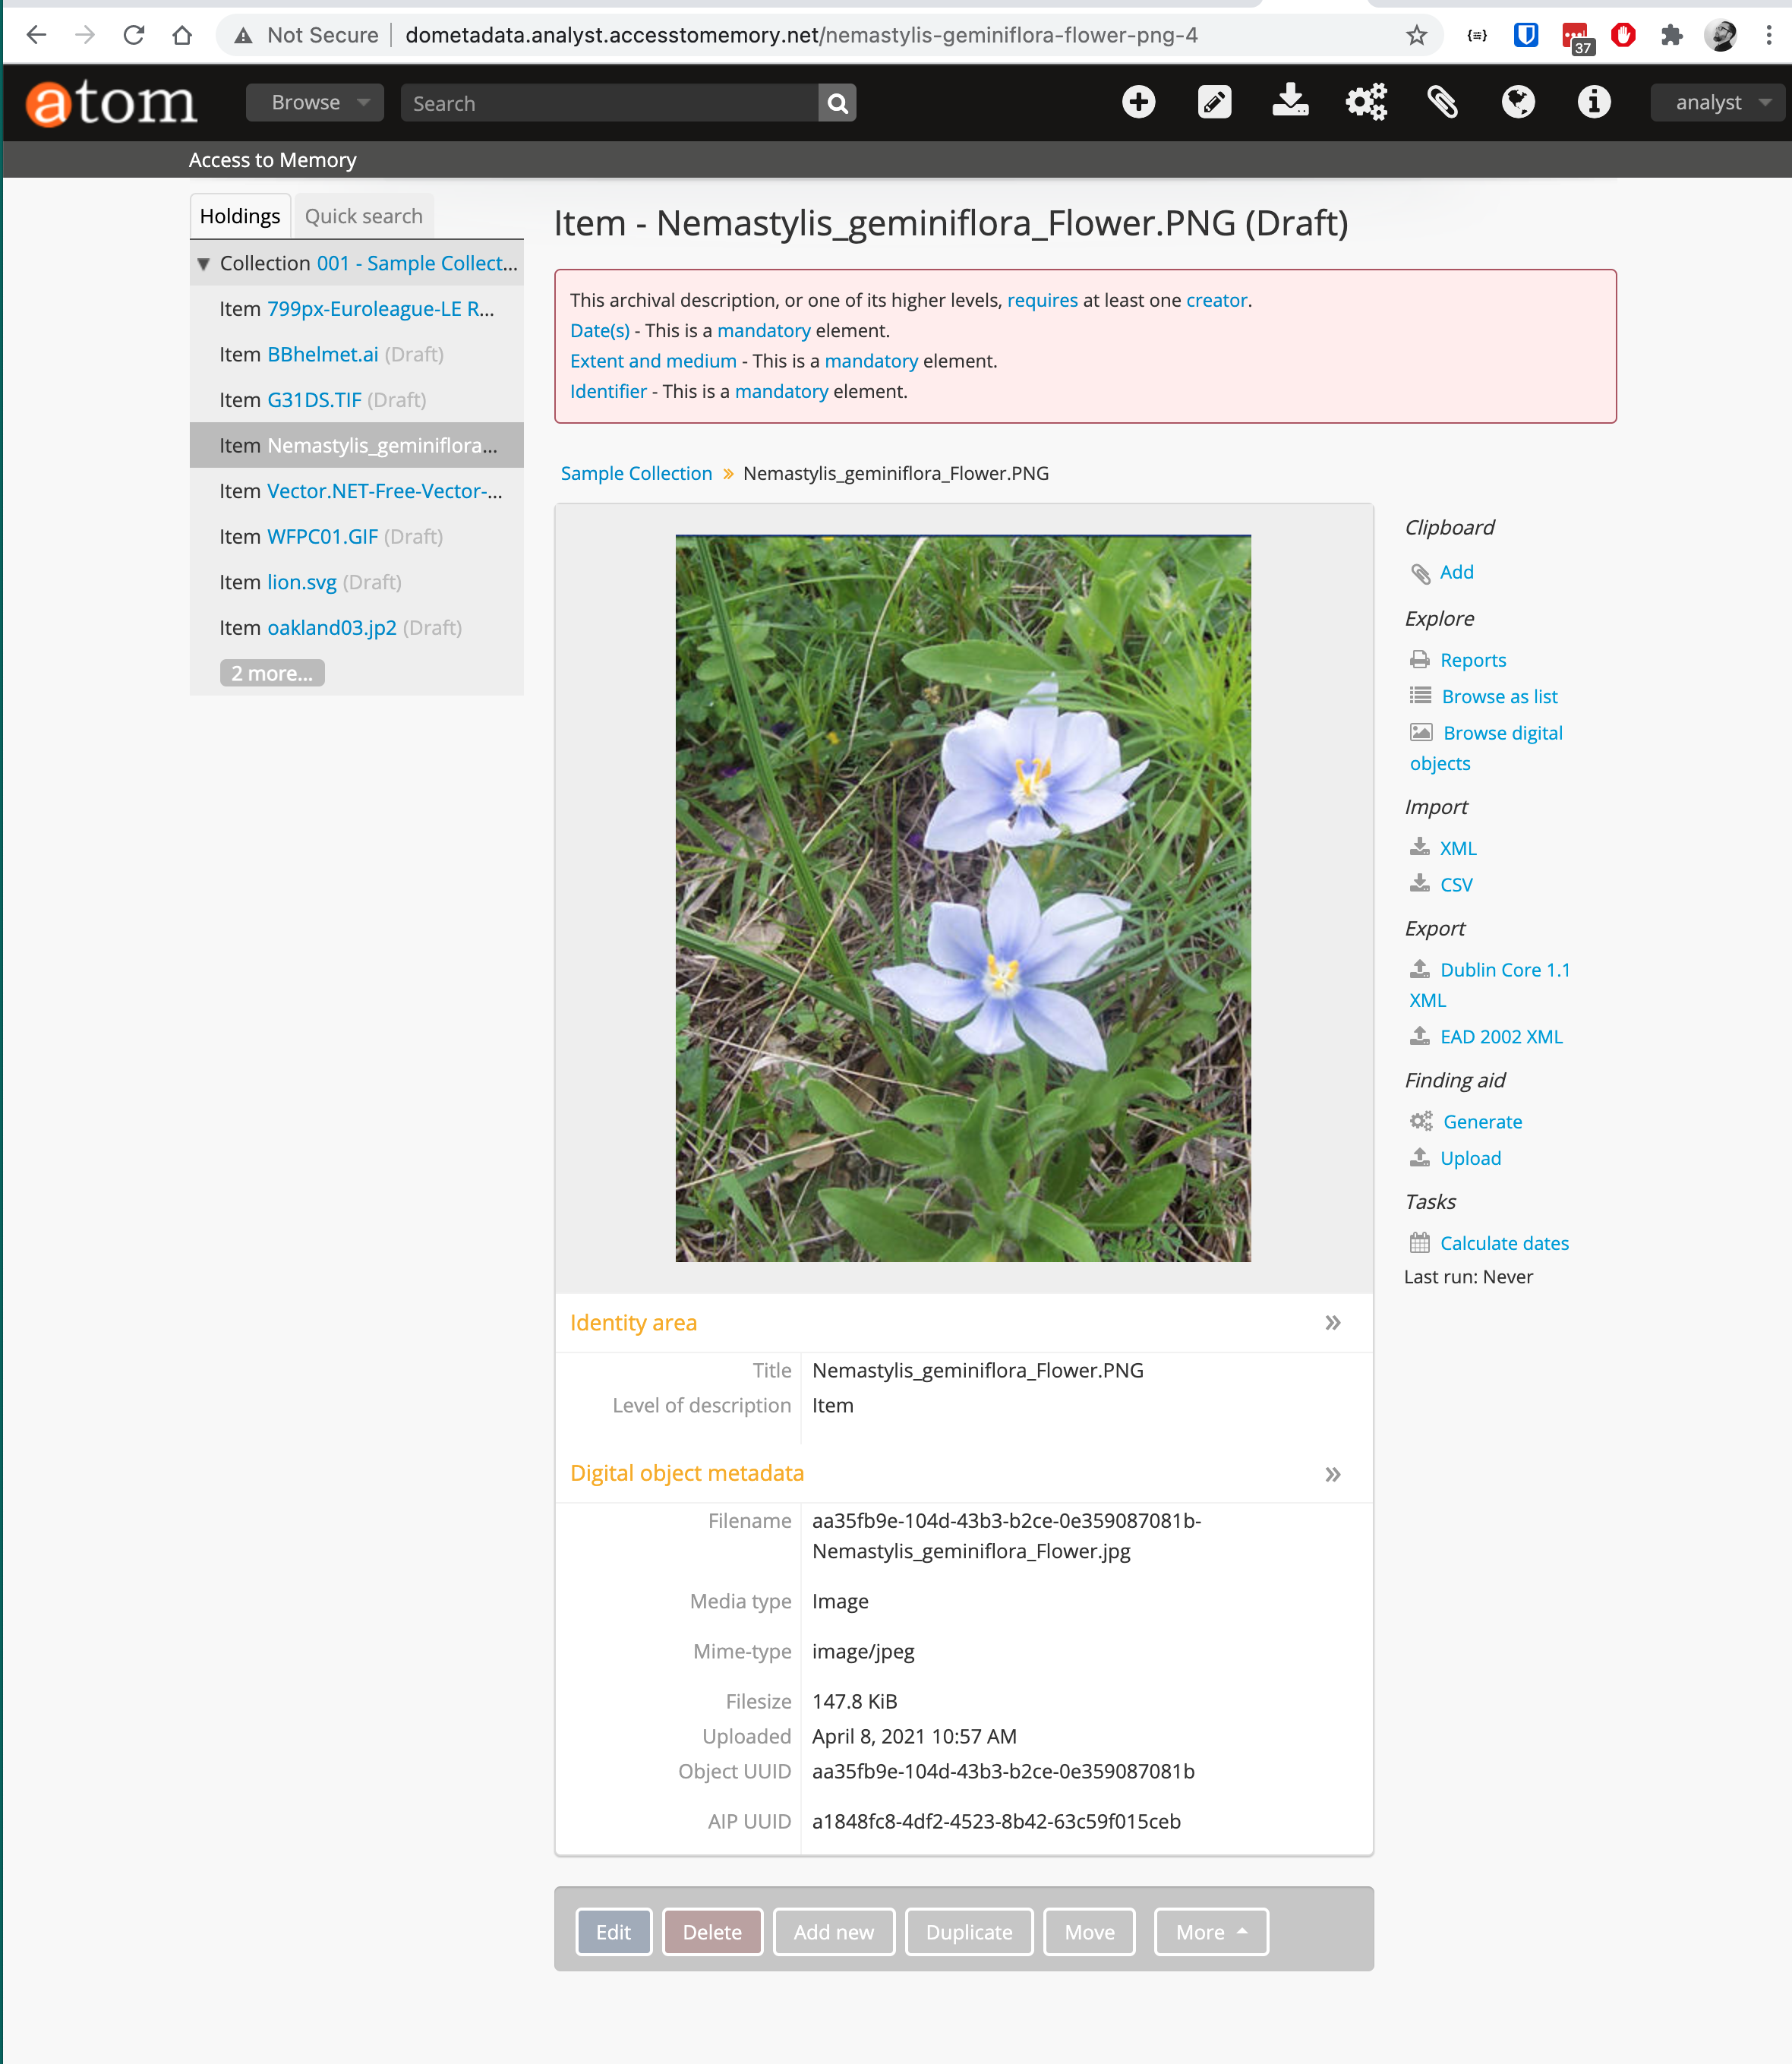 Not Secure | dometadata.analyst.accesstomemory.net/nemastylis-geminiflora-flower-png-4
37
atom
Browse
Search
analyst
Access to Memory
Holdings
Quick search
Collection 001 - Sample Collect...
Item 799px-Euroleague-LE R...
Item BBhelmet.ai (Draft)
Item G31DS.TIF (Draft)
Item Nemastylis_geminiflora...
Item Vector.NET-Free-Vector-...
Item WFPC01.GIF (Draft)
Item lion.svg (Draft)
Item oakland03.jp2 (Draft)
2 more...
Item - Nemastylis_geminiflora_Flower.PNG (Draft)
This archival description, or one of its higher levels, requires at least one creator.
Date(s) - This is a mandatory element.
Extent and medium - This is a mandatory element.
Identifier - This is a mandatory element.
Sample Collection » Nemastylis_geminiflora_Flower.PNG
Identity area
Title Nemastylis_geminiflora_Flower.PNG
Level of description Item
Digital object metadata
Filename aa35fb9e-104d-43b3-b2ce-0e359087081b-
Nemastylis_geminiflora_Flower.jpg
Media type Image
Mime-type image/jpeg
Filesize 147.8 KiB
Uploaded April 8, 2021 10:57 AM
Object UUID aa35fb9e-104d-43b3-b2ce-0e359087081b
AIP UUID a1848fc8-4df2-4523-8b42-63c59f015ceb
Edit
Delete
Add new
Duplicate
Move
More
Clipboard
Add
Explore
Reports
Browse as list
Browse digital
objects
Import
XML
CSV
Export
Dublin Core 1.1
XML
EAD 2002 XML
Finding aid
Generate
Upload
Tasks
Calculate dates
Last run: Never